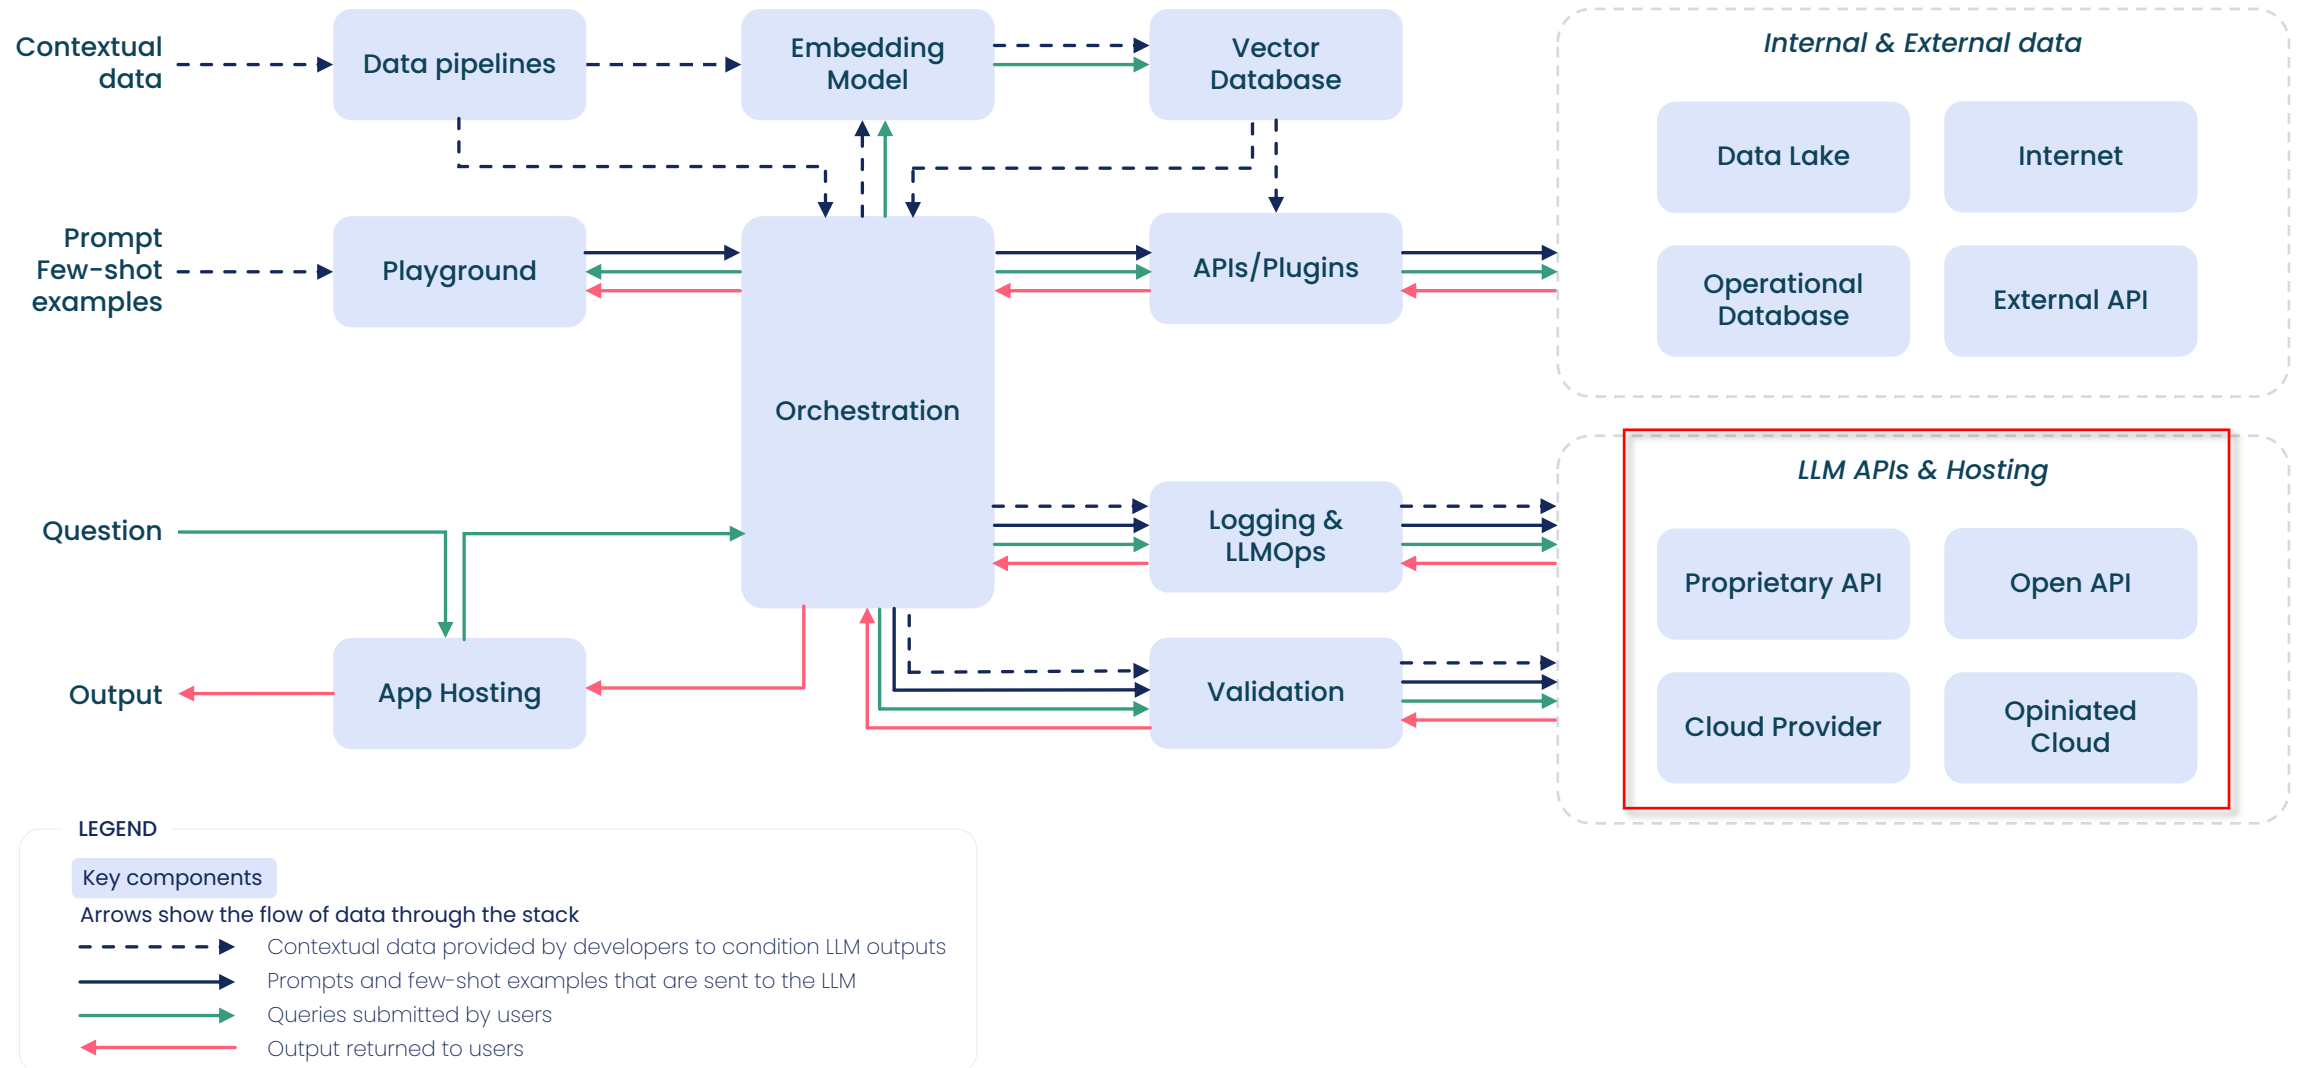 Contextual
data
Data pipelines
Embedding
Model
Vector
Database
Internal & External data
Data Lake
Internet
Operational
Database
External API
Prompt
Few-shot
examples
Playground
Orchestration
APIs/Plugins
LLM APIs & Hosting
Proprietary API
Open API
Cloud Provider
Opiniated
Cloud
Question
Logging &
LLMOps
Output
App Hosting
Validation
LEGEND
Key components
Arrows show the flow of data through the stack
Contextual data provided by developers to condition LLM outputs
Prompts and few-shot examples that are sent to the LLM
Queries submitted by users
Output returned to users